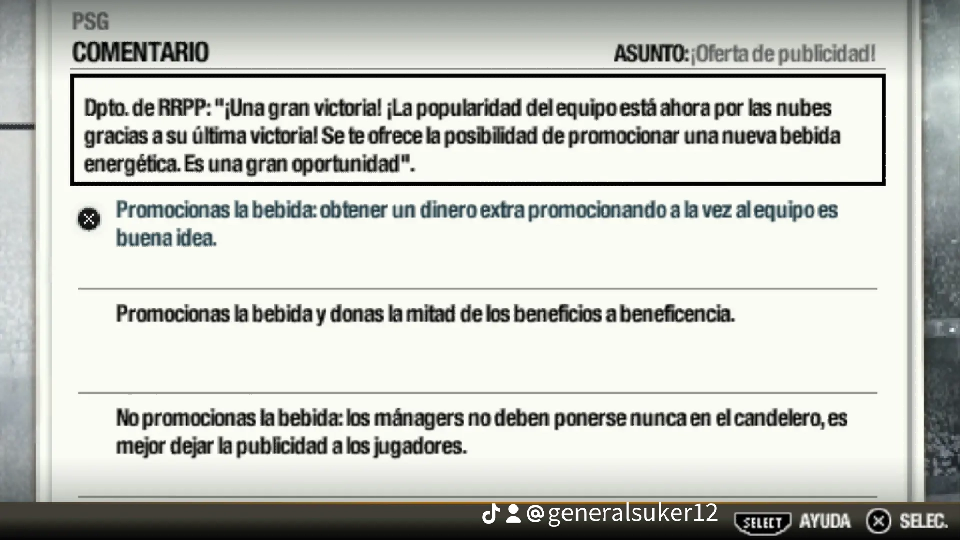 PSG
COMENTARIO
ASUNTO: ¡Oferta de publicidad!
Dpto. de RRPP: "¡Una gran victoria! ¡La popularidad del equipo está ahora por las nubes
gracias a su última victoria! Se te ofrece la posibilidad de promocionar una nueva bebida
energética. Es una gran oportunidad".
Promocionas la bebida: obtener un dinero extra promocionando a la vez al equipo es
buena idea.
Promocionas la bebida y donas la mitad de los beneficios a beneficencia.
No promocionas la bebida: los mánagers no deben ponerse nunca en el candelero, es
mejor dejar la publicidad a los jugadores.
@generalsuker12
SELECT AYUDA SELEC.